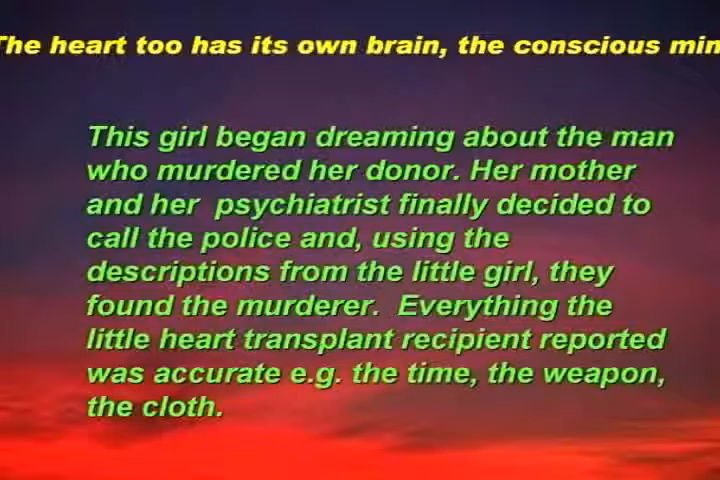 The heart too has its own brain, the conscious min
This girl began dreaming about the man
who murdered her donor. Her mother
and her psychiatrist finally decided to
call the police and, using the
descriptions from the little girl, they
found the murderer. Everything the
little heart transplant recipient reported
was accurate e.g. the time, the weapon,
the cloth.